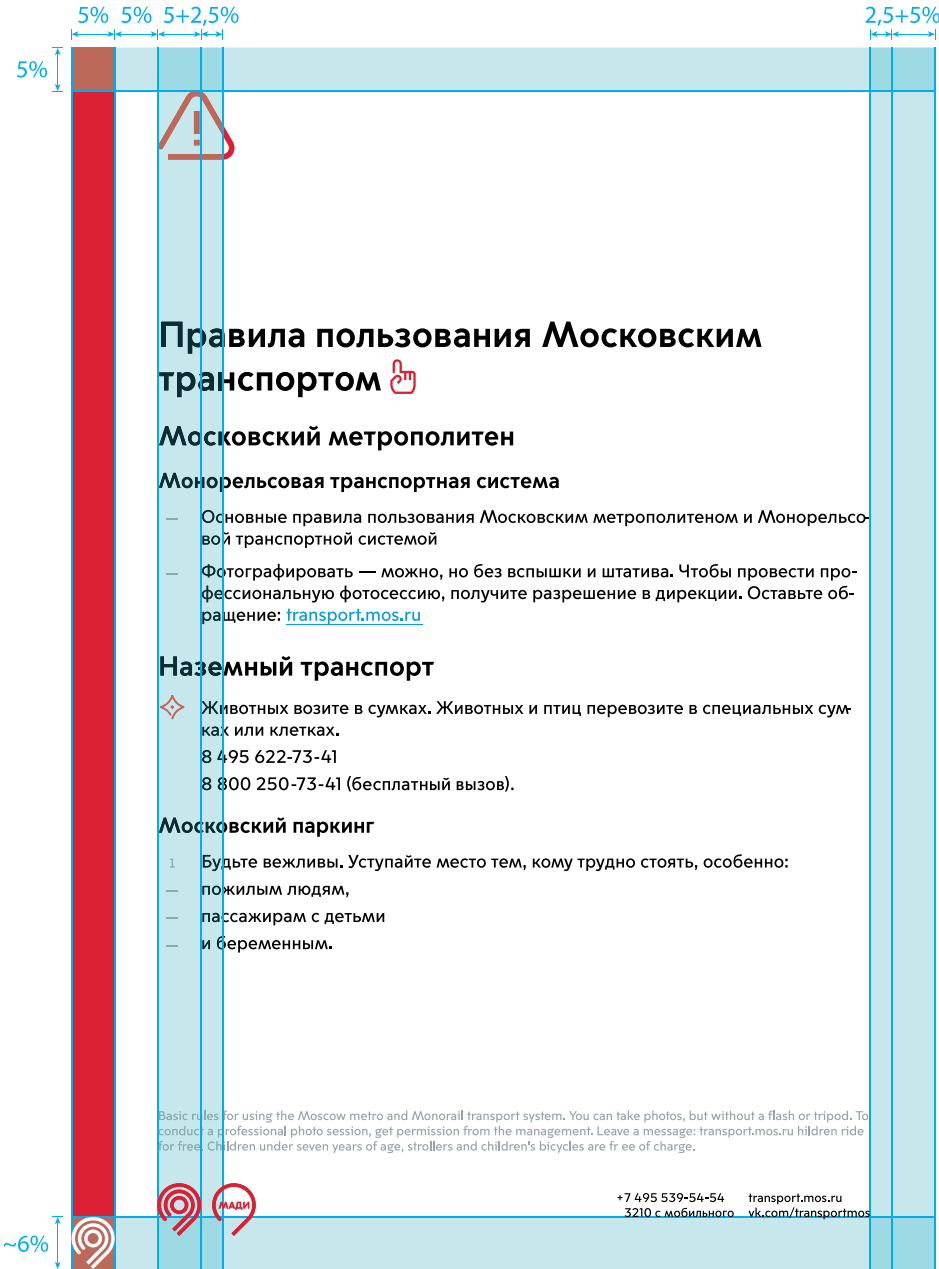 5% 5% 5+2,5% 2,5+5%
5%
!
Правила пользования Московским
транспортом
Московский метрополитен
Монорельсовая транспортная система
— Основные правила пользования Московским метрополитеном и Монорельсо-
вой транспортной системой
— Фотографировать — можно, но без вспышки и штатива. Чтобы провести про-
фессиональную фотосессию, получите разрешение в дирекции. Оставьте об-
ращение: transport.mos.ru
Наземный транспорт
Животных возите в сумках. Животных и птиц перевозите в специальных сум-
ках или клетках.
8 495 622-73-41
8 800 250-73-41 (бесплатный вызов).
Московский паркинг
1 Будьте вежливы. Уступайте место тем, кому трудно стоять, особенно:
— пожилым людям,
— пассажирам с детьми
— и беременным.
Basic rules for using the Moscow metro and Monorail transport system. You can take photos, but without a flash or tripod. To
conduct a professional photo session, get permission from the management. Leave a message: transport.mos.ru hildren ride
for free. Children under seven years of age, strollers and children's bicycles are fr ee of charge.
МАДИ
+7 495 539-54-54 transport.mos.ru
3210 с мобильного vk.com/transportmos
~6%